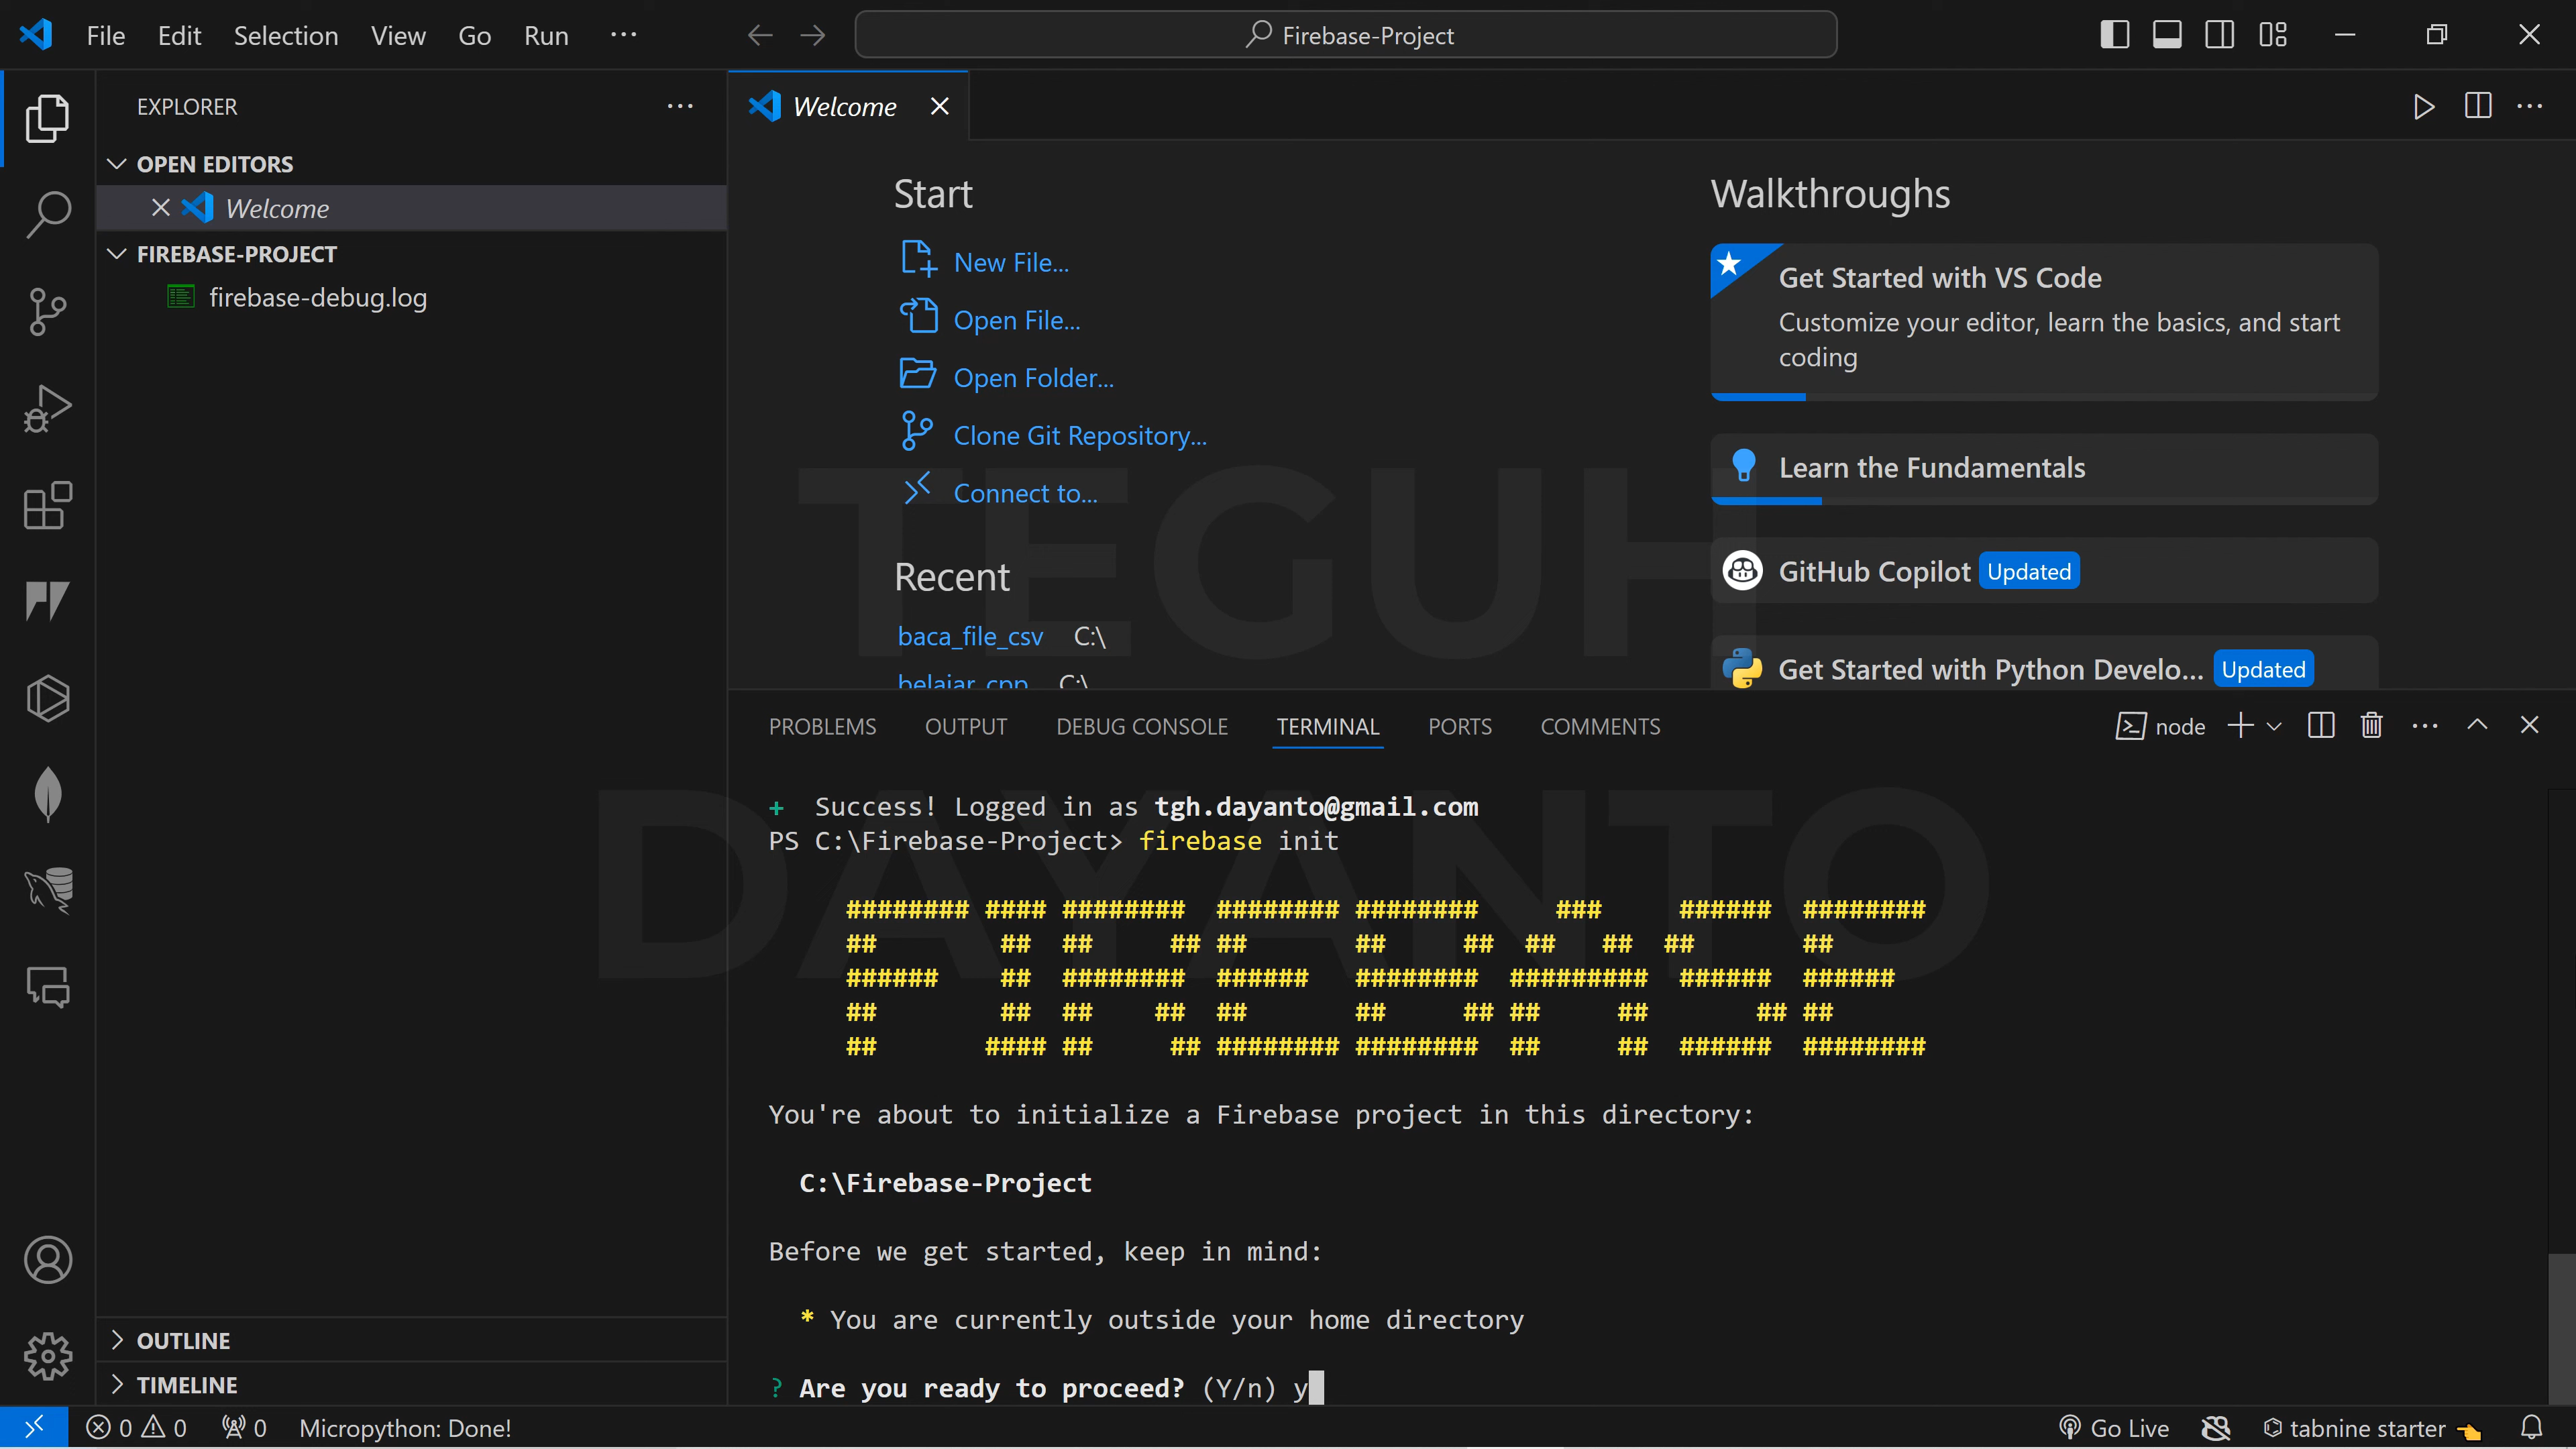 File Edit Selection View Go Run ··· Firebase-Project
EXPLORER ···
OPEN EDITORS
Welcome
FIREBASE-PROJECT
firebase-debug.log
OUTLINE
TIMELINE
Welcome
Start
New File...
Open File...
Open Folder...
Clone Git Repository...
Connect to...
Recent
baca_file_csv C:\
belajar_cpp C:\
Walkthroughs
Get Started with VS Code
Customize your editor, learn the basics, and start
coding
Learn the Fundamentals
GitHub Copilot Updated
Get Started with Python Develo... Updated
TEGUH
DAYANTO
PROBLEMS OUTPUT DEBUG CONSOLE TERMINAL PORTS COMMENTS node
+ Success! Logged in as tgh.dayanto@gmail.com
PS C:\Firebase-Project> firebase init
######## #### ########  ######## ########     ###     ######  ########
##        ##  ##     ## ##       ##     ##  ##   ##  ##       ##
######    ##  ########  ######   ########  #########  ######  ######
##        ##  ##    ##  ##       ##     ## ##     ##       ## ##
##       #### ##     ## ######## ########  ##     ##  ######  ########
You're about to initialize a Firebase project in this directory:
C:\Firebase-Project
Before we get started, keep in mind:
* You are currently outside your home directory
? Are you ready to proceed? (Y/n) y
0 0 0 Micropython: Done! Go Live tabnine starter